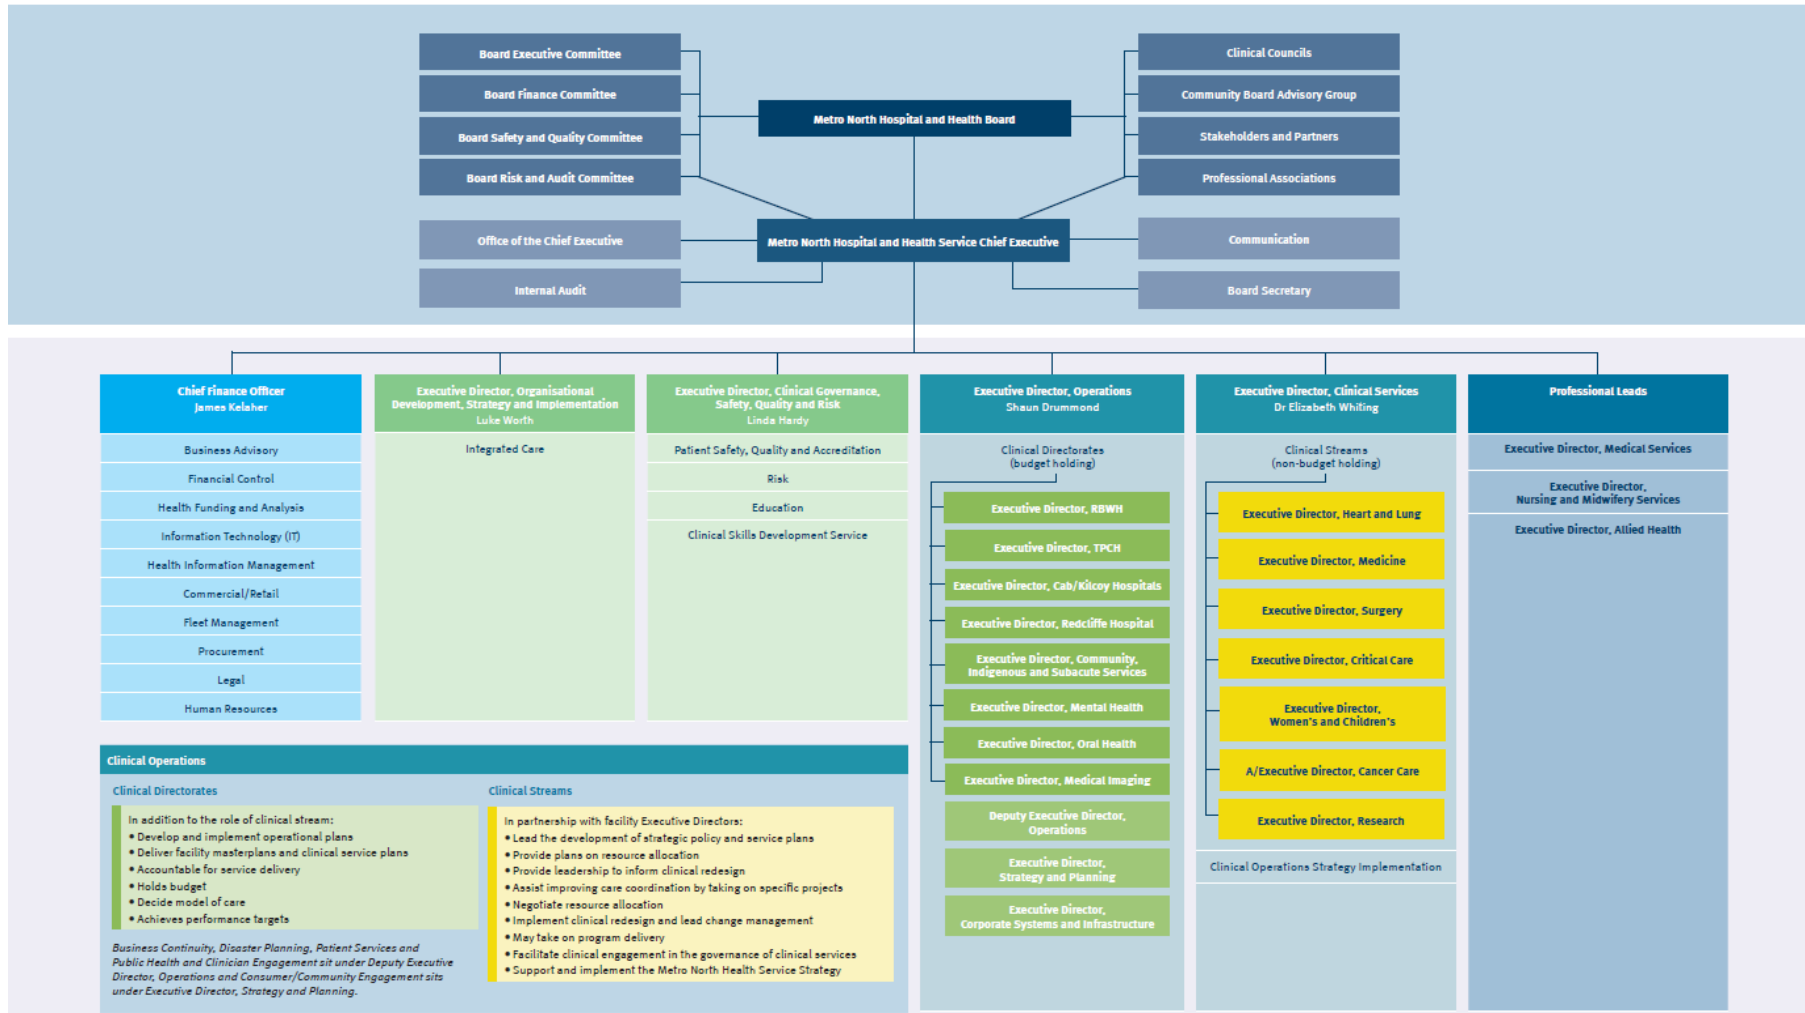 Board Executive Committee
Board Finance Committee
Board Safety and Quality Committee
Board Risk and Audit Committee
Office of the Chief Executive
Internal Audit
Metro North Hospital and Health Board
Metro North Hospital and Health Service Chief Executive
Clinical Councils
Community Board Advisory Group
Stakeholders and Partners
Professional Associations
Communication
Board Secretary
Chief Finance Officer
James Kelaher
Business Advisory
Financial Control
Health Funding and Analysis
Information Technology (IT)
Health Information Management
Commercial/Retail
Fleet Management
Procurement
Legal
Human Resources
Executive Director, Organisational
Development, Strategy and Implementation
Luke Worth
Integrated Care
Executive Director, Clinical Governance,
Safety, Quality and Risk
Linda Hardy
Patient Safety, Quality and Accreditation
Risk
Education
Clinical Skills Development Service
Executive Director, Operations
Shaun Drummond
Clinical Directorates
(budget holding)
Executive Director, RBWH
Executive Director, TPCH
Executive Director, Cab/Kilcoy Hospitals
Executive Director, Redcliffe Hospital
Executive Director, Community,
Indigenous and Subacute Services
Executive Director, Mental Health
Executive Director, Oral Health
Executive Director, Medical Imaging
Deputy Executive Director,
Operations
Executive Director,
Strategy and Planning
Executive Director,
Corporate Systems and Infrastructure
Executive Director, Clinical Services
Dr Elizabeth Whiting
Clinical Streams
(non-budget holding)
Executive Director, Heart and Lung
Executive Director, Medicine
Executive Director, Surgery
Executive Director, Critical Care
Executive Director,
Women's and Children's
A/Executive Director, Cancer Care
Executive Director, Research
Clinical Operations Strategy Implementation
Professional Leads
Executive Director, Medical Services
Executive Director,
Nursing and Midwifery Services
Executive Director, Allied Health
Clinical Operations
Clinical Directorates
In addition to the role of clinical stream:
• Develop and implement operational plans
• Deliver facility masterplans and clinical service plans
• Accountable for service delivery
• Holds budget
• Decide model of care
• Achieves performance targets
Business Continuity, Disaster Planning, Patient Services and
Public Health and Clinician Engagement sit under Deputy Executive
Director, Operations and Consumer/Community Engagement sits
under Executive Director, Strategy and Planning.
Clinical Streams
In partnership with facility Executive Directors:
• Lead the development of strategic policy and service plans
• Provide plans on resource allocation
• Provide leadership to inform clinical redesign
• Assist improving care coordination by taking on specific projects
• Negotiate resource allocation
• Implement clinical redesign and lead change management
• May take on program delivery
• Facilitate clinical engagement in the governance of clinical services
• Support and implement the Metro North Health Service Strategy